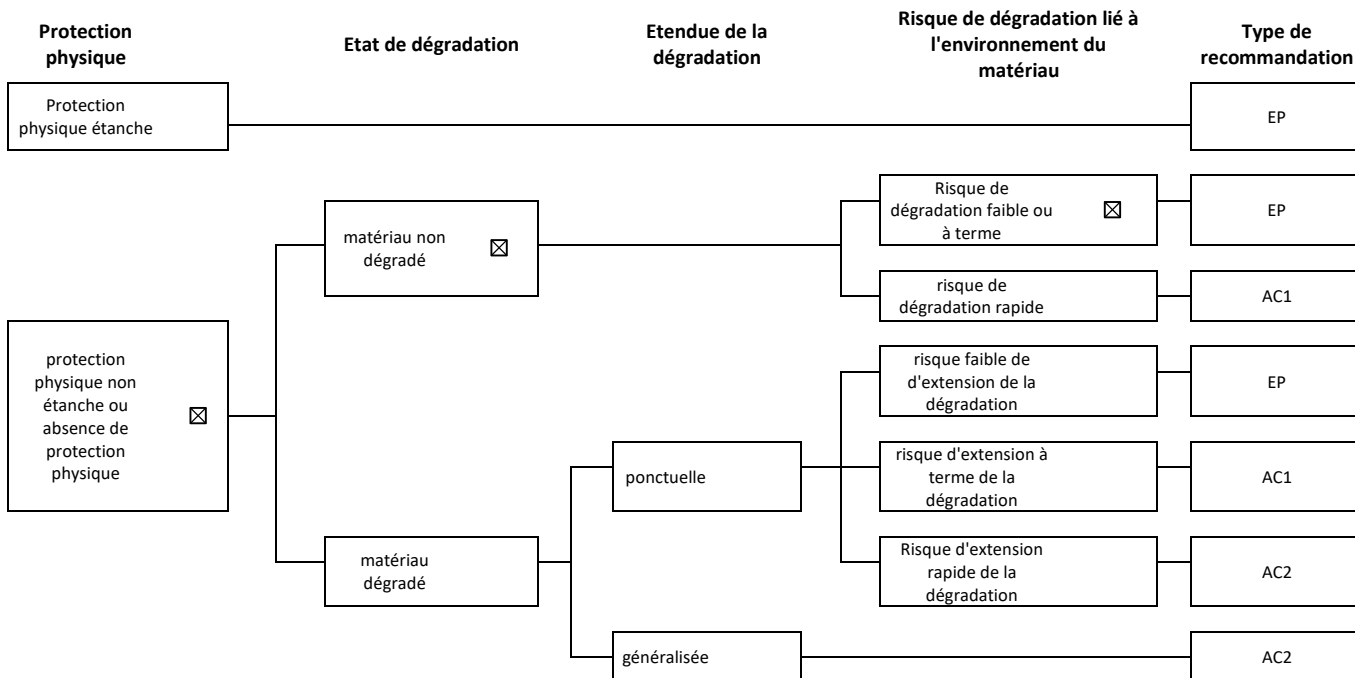 Protection
physique
Etat de dégradation
Etendue de la
dégradation
Risque de dégradation lié à
l'environnement du
matériau
Type de
recommandation
Protection
physique étanche
EP
protection
physique non
étanche ou
absence de
protection
physique
☒
matériau non
dégradé
☒
Risque de
dégradation faible ou
à terme
☒
EP
risque de
dégradation rapide
AC1
matériau
dégradé
ponctuelle
risque faible de
d'extension de la
dégradation
EP
risque d'extension à
terme de la
dégradation
AC1
Risque d'extension
rapide de la
dégradation
AC2
généralisée
AC2